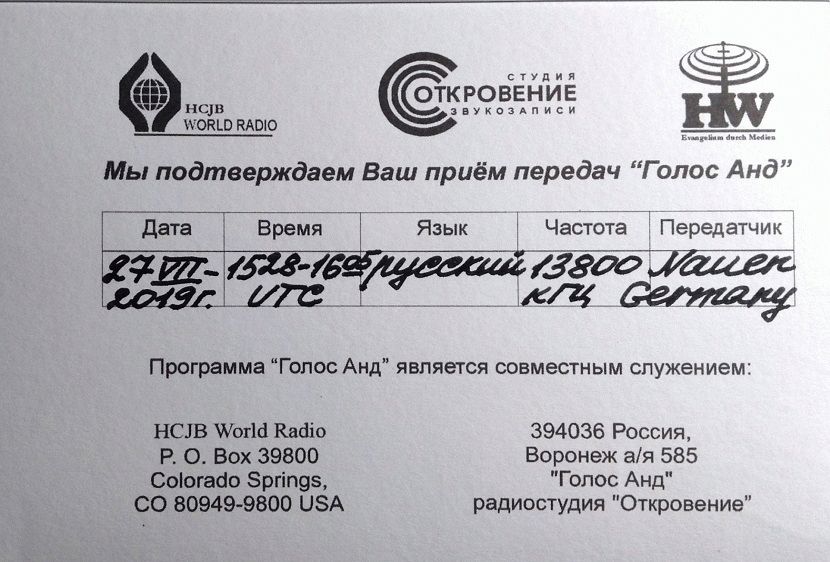 HCJB
WORLD RADIO
СТУДИЯ
ОТКРОВЕНИЕ
ЗВУКОЗАПИСИ
HW
Evangelium durch Medien
Мы подтверждаем Ваш приём передач "Голос Анд"
Дата Время Язык Частота Передатчик
27 VII- 1528-1605 русский 13800 Nauen
2019г. UTC кГц Germany
Программа "Голос Анд" является совместным служением:
HCJB World Radio
P. O. Box 39800
Colorado Springs,
CO 80949-9800 USA
394036 Россия,
Воронеж а/я 585
"Голос Анд"
радиостудия "Откровение"